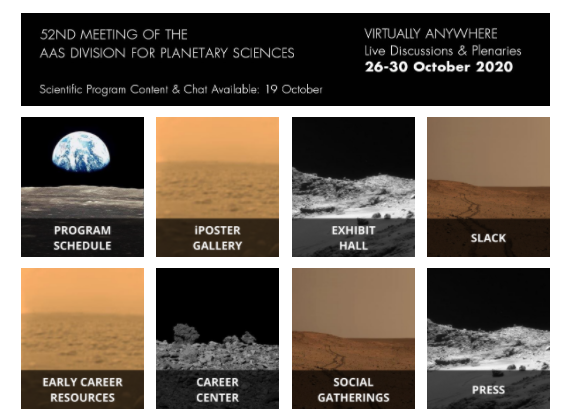 52ND MEETING OF THE
AAS DIVISION FOR PLANETARY SCIENCES
Scientific Program Content & Chat Available: 19 October
VIRTUALLY ANYWHERE
Live Discussions & Plenaries
26-30 October 2020
PROGRAM
SCHEDULE
iPOSTER
GALLERY
EXHIBIT
HALL
SLACK
EARLY CAREER
RESOURCES
CAREER
CENTER
SOCIAL
GATHERINGS
PRESS